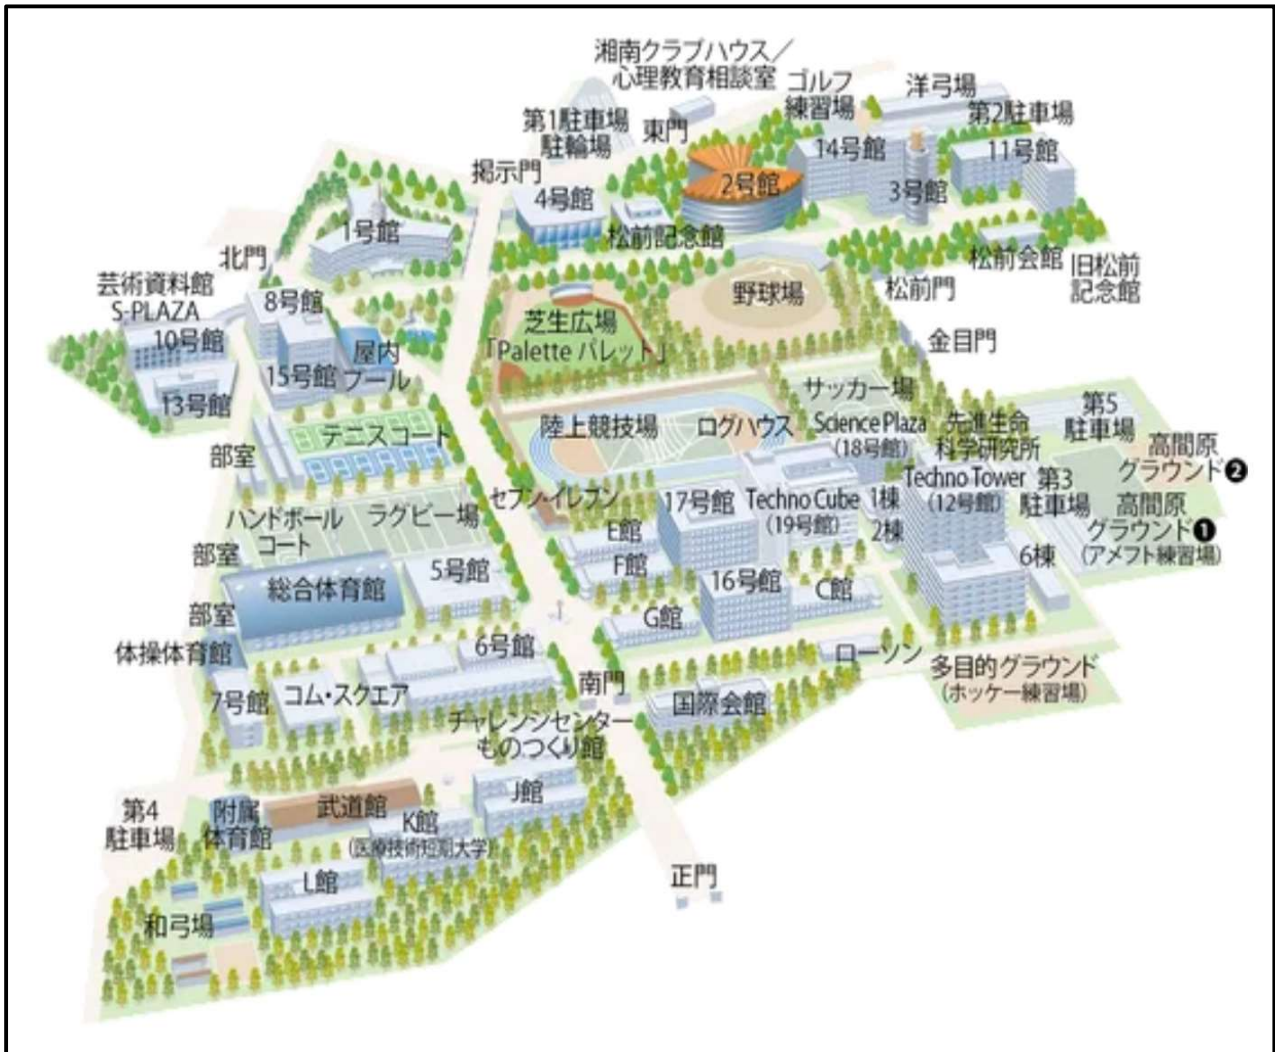 湘南クラブハウス／
心理教育相談室
ゴルフ
練習場
洋弓場
第1駐車場
駐輪場
東門
第2駐車場
14号館
11号館
掲示門
4号館
2号館
3号館
1号館
松前記念館
北門
松前会館
旧松前
記念館
芸術資料館
S-PLAZA
8号館
野球場
松前門
10号館
芝生広場
「Palette パレット」
金目門
屋内
プール
15号館
13号館
サッカー場
テニスコート
陸上競技場
ログハウス
Science Plaza
(18号館)
先進生命
科学研究所
第5
駐車場
高間原
グラウンド❷
部室
セブン-イレブン
17号館
Techno Cube
(19号館)
1棟
2棟
Techno Tower
(12号館)
第3
駐車場
高間原
グラウンド❶
(アメフト練習場)
ハンドボール
コート
ラグビー場
E館
部室
F館
5号館
16号館
C館
6棟
総合体育館
部室
G館
体操体育館
6号館
ローソン
多目的グラウンド
(ホッケー練習場)
7号館
コム・スクエア
南門
国際会館
チャレンジセンター
ものつくり館
J館
第4
駐車場
附属
体育館
武道館
K館
(医療技術短期大学)
L館
正門
和弓場